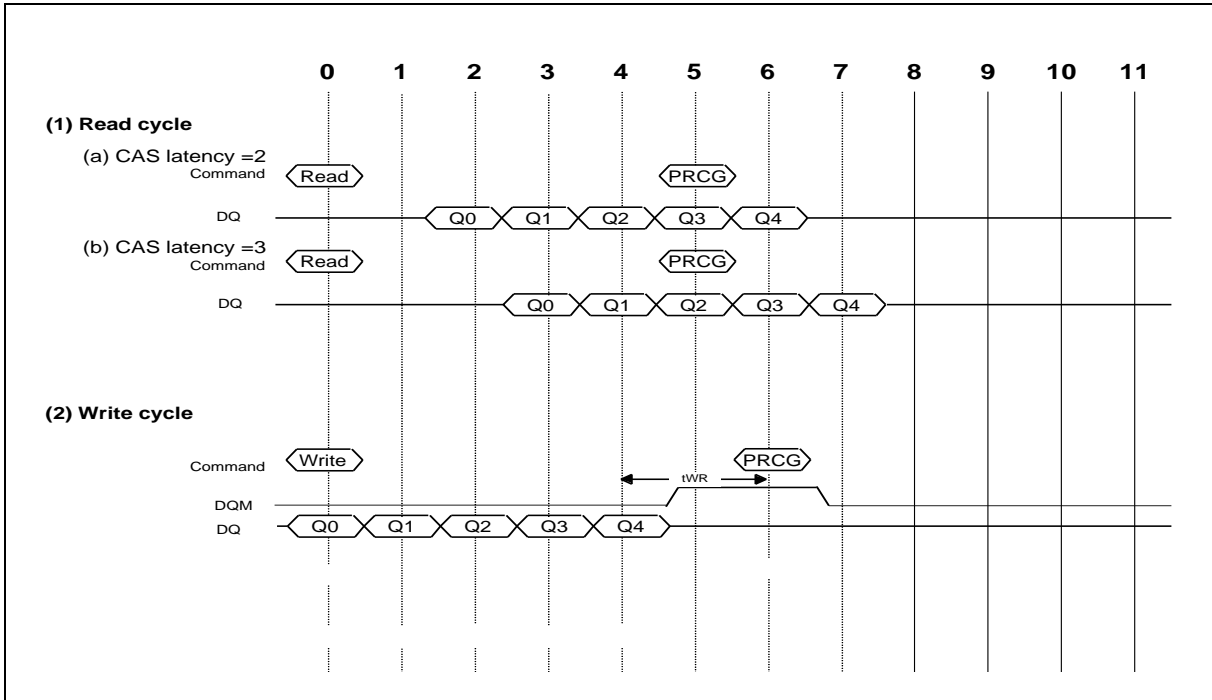 0 1 2 3 4 5 6 7 8 9 10 11
(1) Read cycle
(a) CAS latency =2
Command Read PRCG
DQ Q0 Q1 Q2 Q3 Q4
(b) CAS latency =3
Command Read PRCG
DQ Q0 Q1 Q2 Q3 Q4
(2) Write cycle
Command Write PRCG
tWR
DQM
DQ Q0 Q1 Q2 Q3 Q4